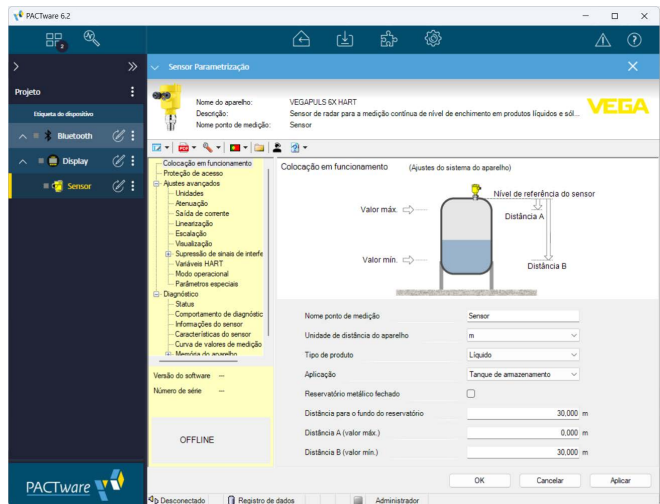 PACTware 6.2
2
Sensor Parametrização
Projeto
Etiqueta do dispositivo
Bluetooth
Display
Sensor
Nome do aparelho: VEGAPULS 6X HART
Descrição: Sensor de radar para a medição contínua de nível de enchimento em produtos líquidos e sól...
Nome ponto de medição: Sensor
VEGA
Colocação em funcionamento
Proteção de acesso
Ajustes avançados
Unidades
Atenuação
Saída de corrente
Linearização
Escalação
Visualização
Supressão de sinais de interfe
Variáveis HART
Modo operacional
Parâmetros especiais
Diagnóstico
Status
Comportamento de diagnóstic
Informações do sensor
Características do sensor
Curva de valores de medição
Memória do aparelho
Versão do software ---
Número de série ---
OFFLINE
Colocação em funcionamento (Ajustes do sistema do aparelho)
Nível de referência do sensor
Valor máx.
Distância A
Valor mín.
Distância B
Nome ponto de medição Sensor
Unidade de distância do aparelho m
Tipo de produto Líquido
Aplicação Tanque de armazenamento
Reservatório metálico fechado
Distância para o fundo do reservatório 30,000 m
Distância A (valor máx.) 0,000 m
Distância B (valor mín.) 30,000 m
OK Cancelar Aplicar
PACTware
Desconectado Registro de dados Administrador